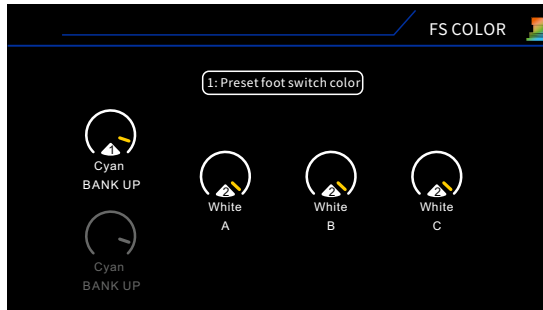 FS COLOR
1: Preset foot switch color
1
Cyan
BANK UP
2
White
A
2
White
B
2
White
C
Cyan
BANK UP